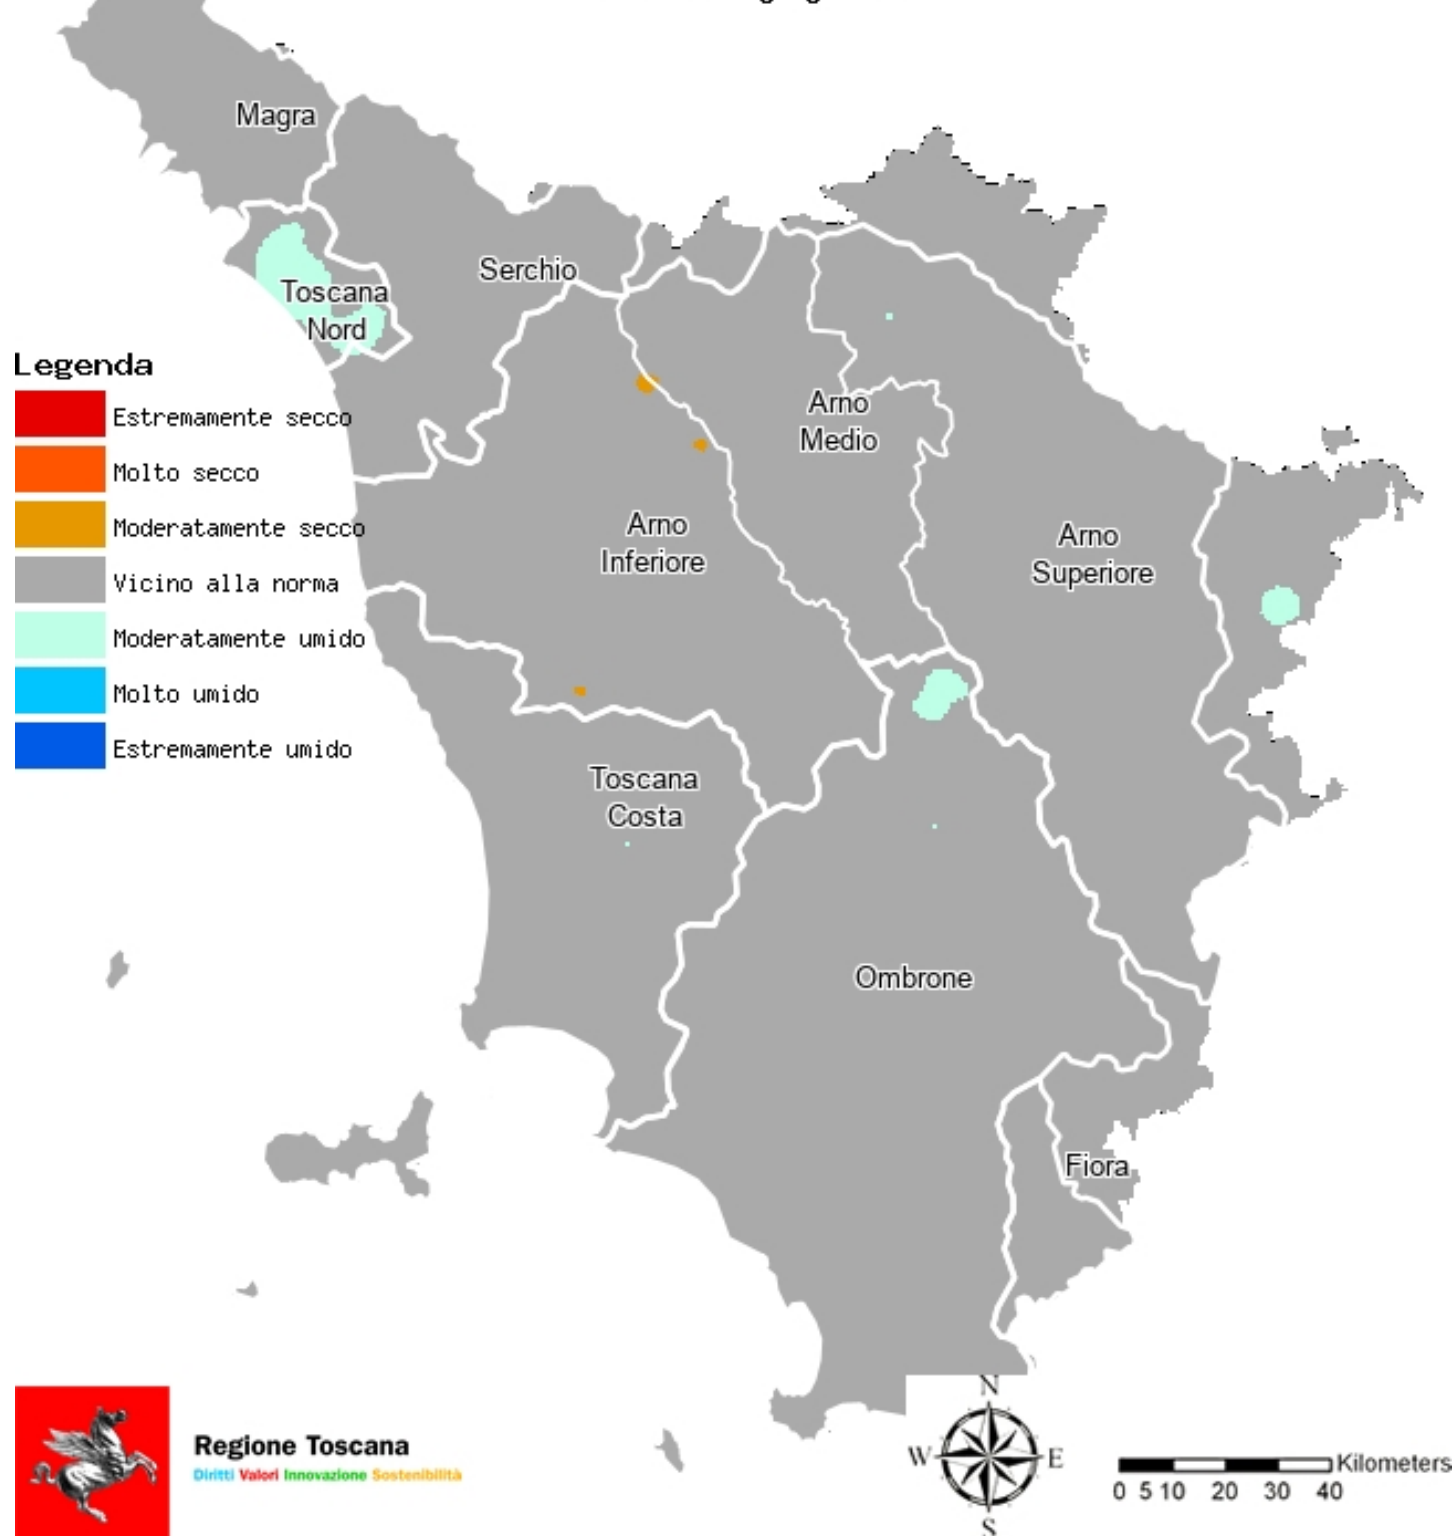 Magra
Serchio
Toscana
Nord
Legenda
Estremamente secco
Molto secco
Moderatamente secco
Vicino alla norma
Moderatamente umido
Molto umido
Estremamente umido
Arno
Medio
Arno
Inferiore
Arno
Superiore
Toscana
Costa
Ombrone
Fiora
Regione Toscana
Diritti Valori Innovazione Sostenibilità
N
W E
S
Kilometers
0 5 10 20 30 40